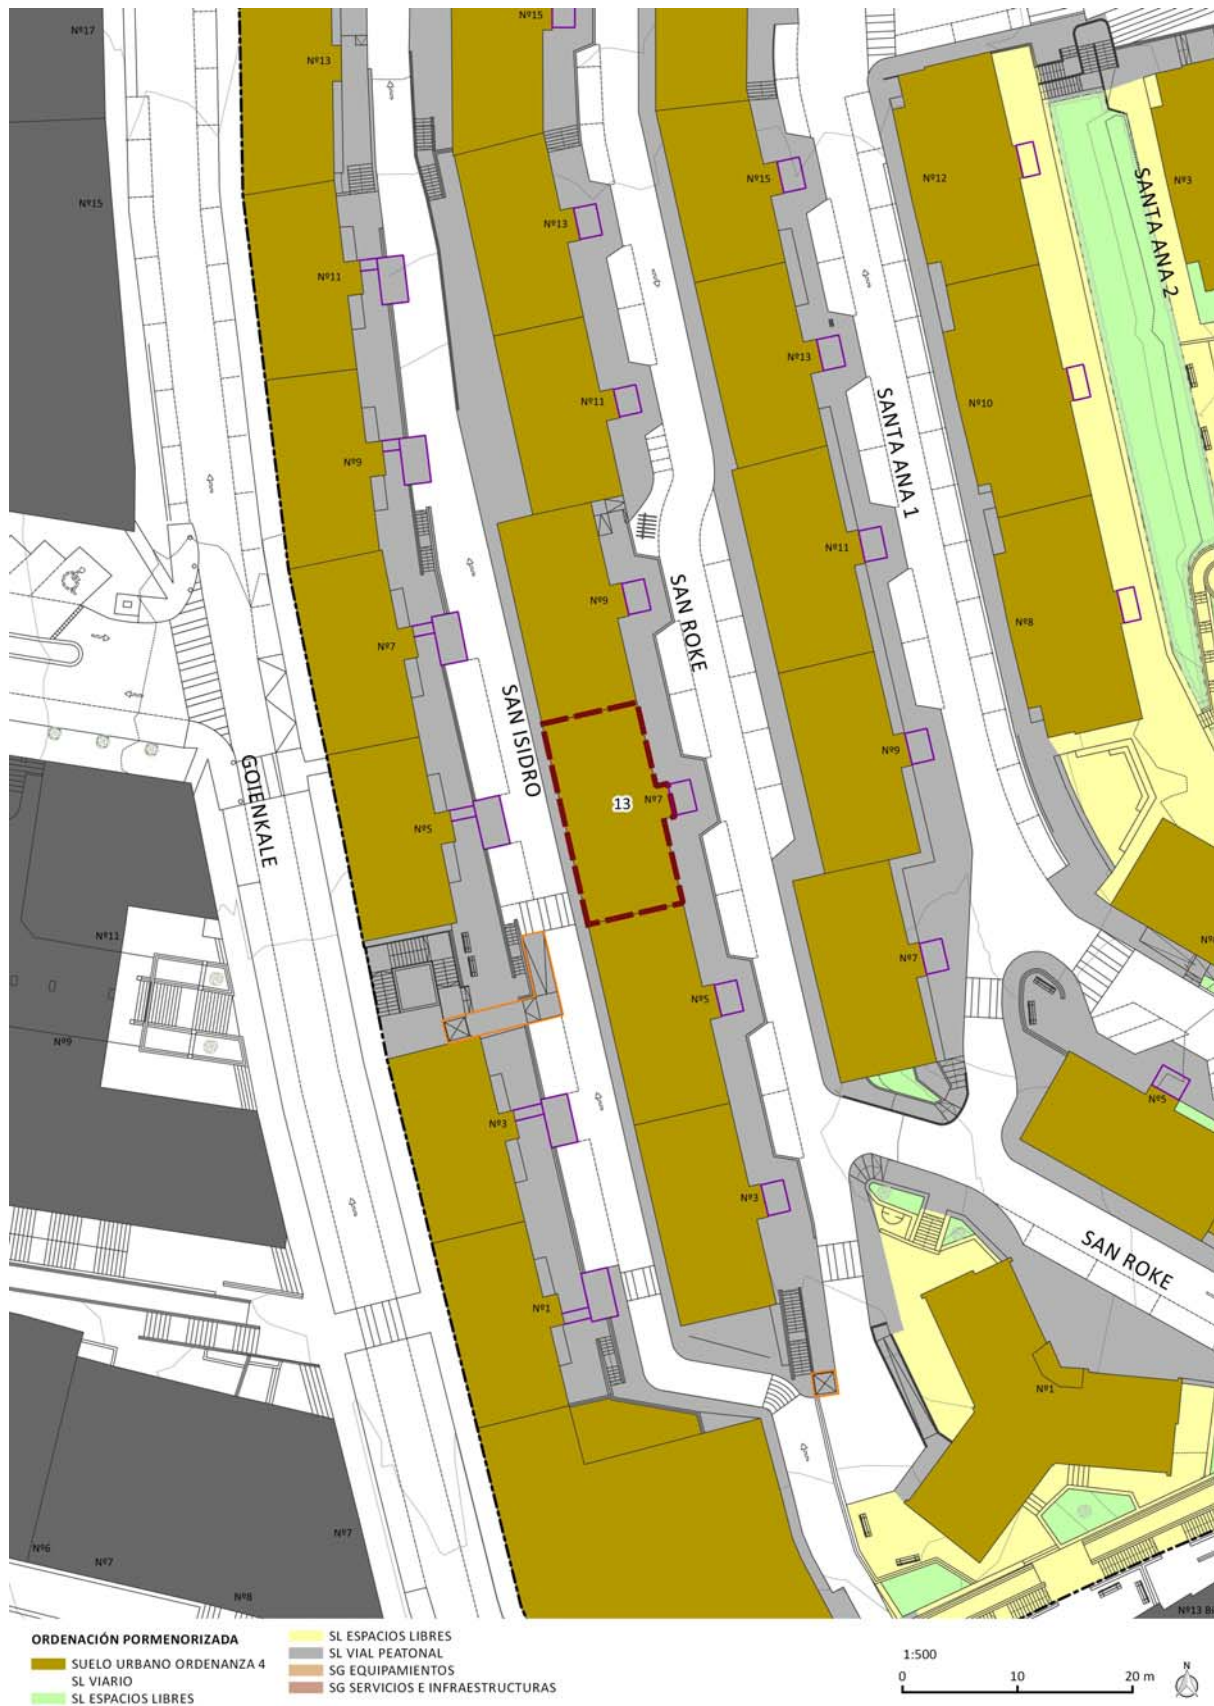 Nº17
Nº15
Nº13
Nº15
Nº15
Nº12
SANTA ANA 2
Nº3
Nº13
Nº11
Nº13
Nº11
Nº10
SANTA ANA 1
Nº9
Nº11
Nº9
Nº8
SAN ROKE
Nº7
SAN ISIDRO
GOIENKALE
Nº9
13
Nº7
Nº5
Nº11
Nº7
Nº5
Nº9
Nº5
Nº3
Nº3
SAN ROKE
Nº1
Nº1
Nº7
Nº6
Nº7
Nº8
Nº13
ORDENACIÓN PORMENORIZADA
SUELO URBANO ORDENANZA 4
SL VIARIO
SL ESPACIOS LIBRES
SL ESPACIOS LIBRES
SL VIAL PEATONAL
SG EQUIPAMIENTOS
SG SERVICIOS E INFRAESTRUCTURAS
1:500
0 10 20 m
N